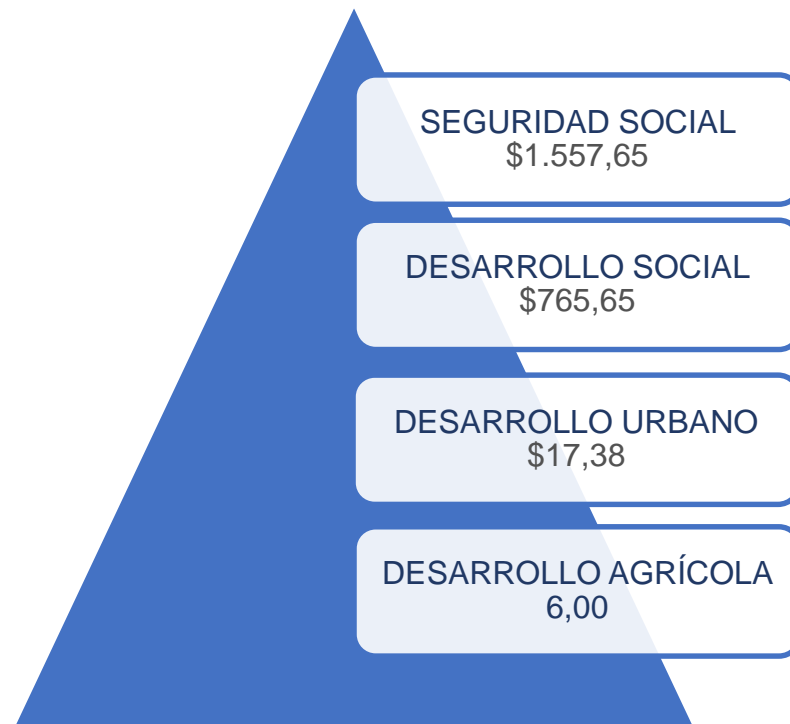 SEGURIDAD SOCIAL
$1.557,65
DESARROLLO SOCIAL
$765,65
DESARROLLO URBANO
$17,38
DESARROLLO AGRÍCOLA
6,00